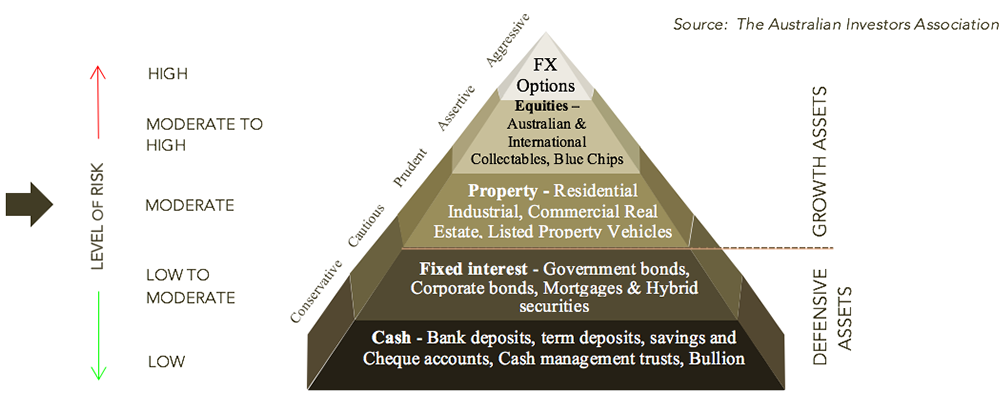 Source: The Australian Investors Association
HIGH
MODERATE TO
HIGH
MODERATE
LOW TO
MODERATE
LOW
LEVEL OF RISK
Aggressive
Assertive
Prudent
Cautious
Conservative
FX
Options
Equities –
Australian &
International
Collectables, Blue Chips
Property - Residential
Industrial, Commercial Real
Estate, Listed Property Vehicles
Fixed interest - Government bonds,
Corporate bonds, Mortgages & Hybrid
securities
Cash - Bank deposits, term deposits, savings and
Cheque accounts, Cash management trusts, Bullion
GROWTH ASSETS
DEFENSIVE
ASSETS